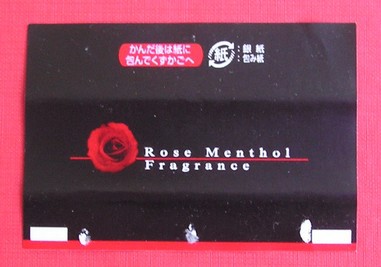 かんだ後は紙に
包んでくずかごへ
紙
:銀紙
:包み紙
Rose Menthol
Fragrance